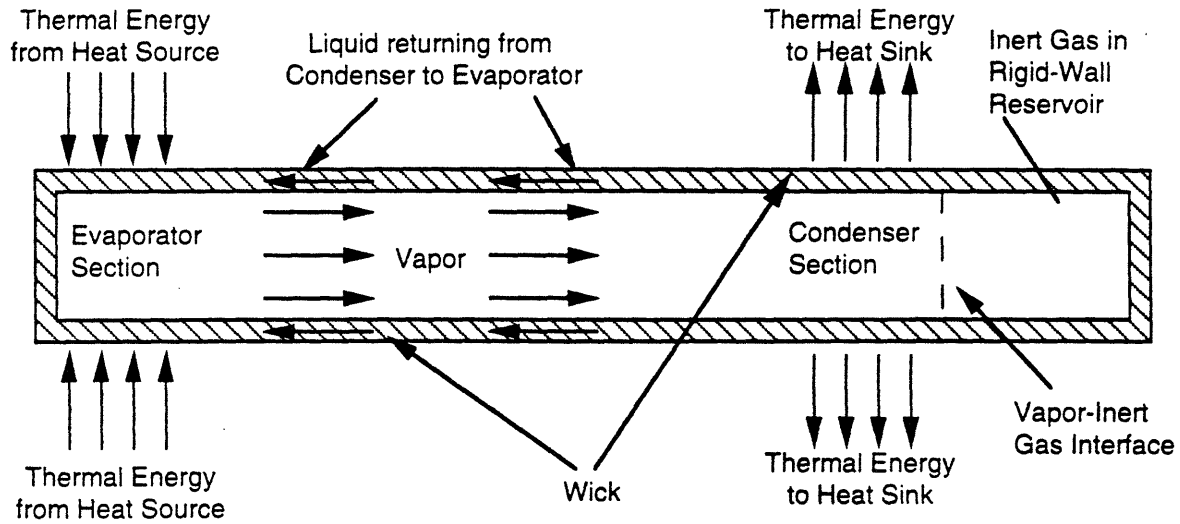 Thermal Energy
from Heat Source
Liquid returning from
Condenser to Evaporator
Thermal Energy
to Heat Sink
Inert Gas in
Rigid-Wall
Reservoir
Evaporator
Section
Vapor
Condenser
Section
Thermal Energy
from Heat Source
Wick
Thermal Energy
to Heat Sink
Vapor-Inert
Gas Interface